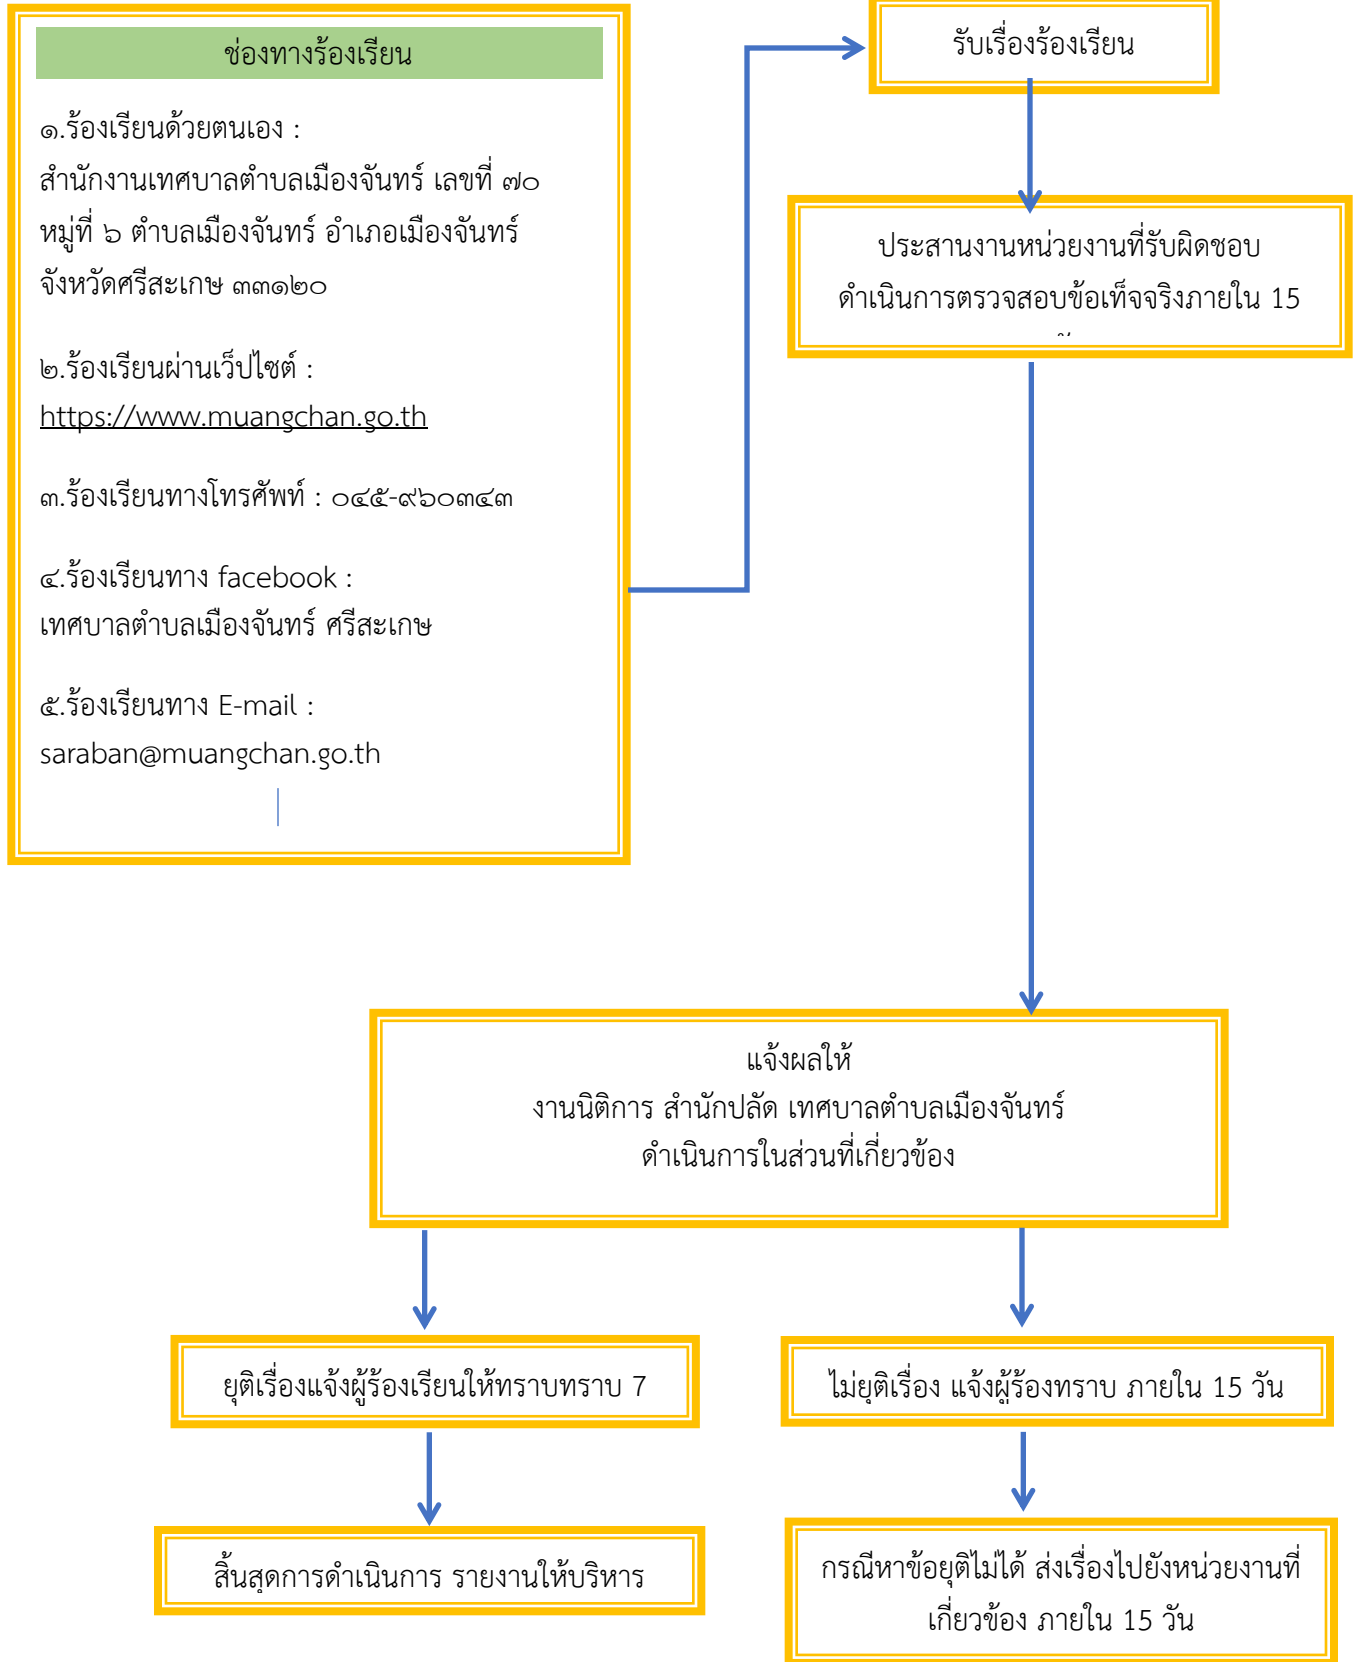 ช่องทางร้องเรียน
๑.ร้องเรียนด้วยตนเอง :
สำนักงานเทศบาลตำบลเมืองจันทร์ เลขที่ ๗๐
หมู่ที่ ๖ ตำบลเมืองจันทร์ อำเภอเมืองจันทร์
จังหวัดศรีสะเกษ ๓๓๑๒๐
๒.ร้องเรียนผ่านเว็ปไซต์ :
https://www.muangchan.go.th
๓.ร้องเรียนทางโทรศัพท์ : ๐๔๕-๙๖๐๓๔๓
๔.ร้องเรียนทาง facebook :
เทศบาลตำบลเมืองจันทร์ ศรีสะเกษ
๕.ร้องเรียนทาง E-mail :
saraban@muangchan.go.th
รับเรื่องร้องเรียน
ประสานงานหน่วยงานที่รับผิดชอบ
ดำเนินการตรวจสอบข้อเท็จจริงภายใน 15
แจ้งผลให้
งานนิติการ สำนักปลัด เทศบาลตำบลเมืองจันทร์
ดำเนินการในส่วนที่เกี่ยวข้อง
ยุติเรื่องแจ้งผู้ร้องเรียนให้ทราบทราบ 7
ไม่ยุติเรื่อง แจ้งผู้ร้องทราบ ภายใน 15 วัน
สิ้นสุดการดำเนินการ รายงานให้บริหาร
กรณีหาข้อยุติไม่ได้ ส่งเรื่องไปยังหน่วยงานที่
เกี่ยวข้อง ภายใน 15 วัน